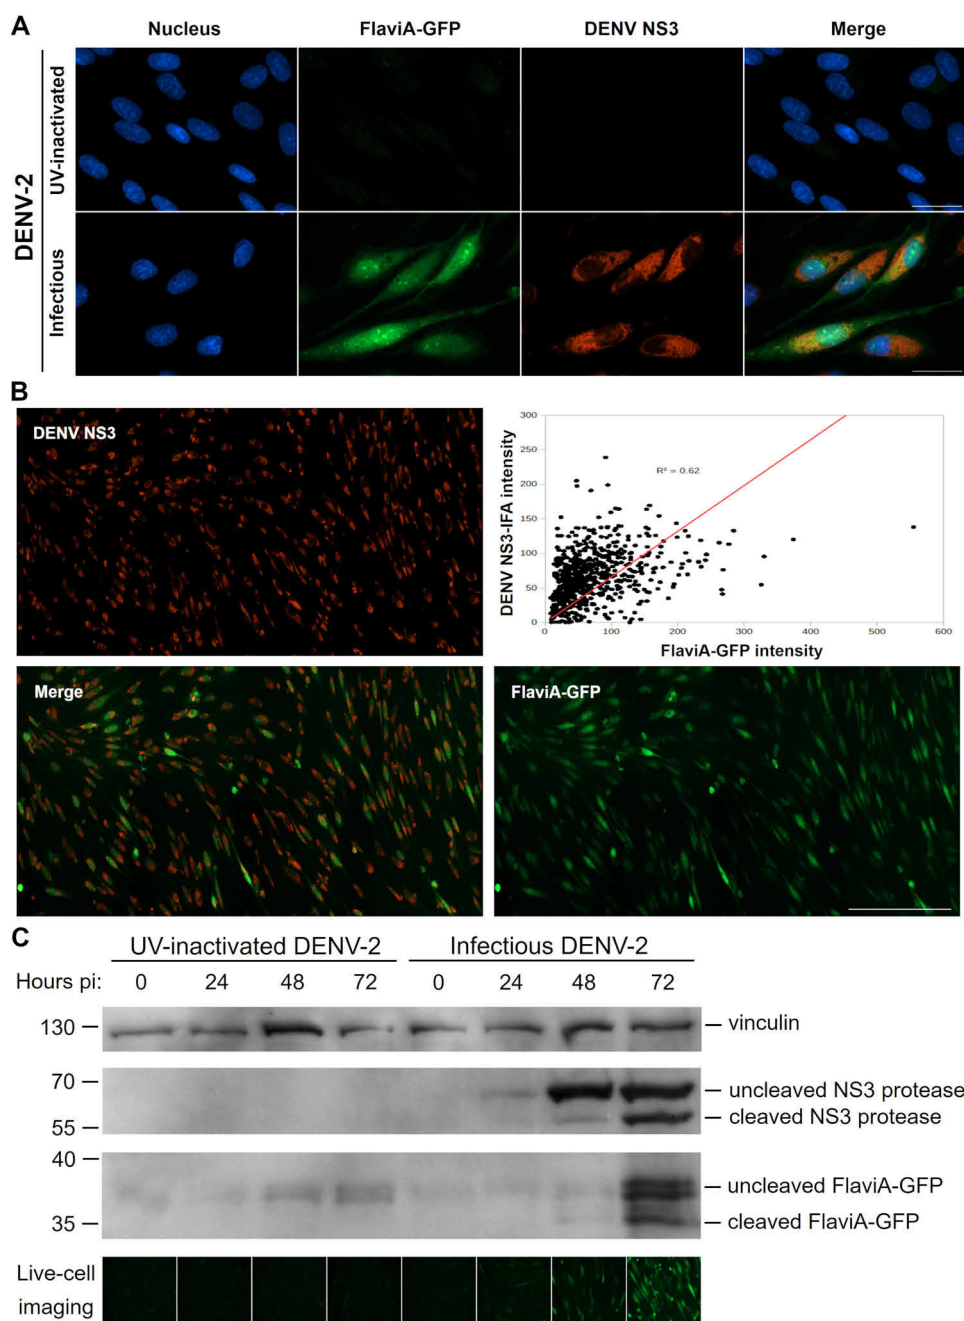 A
Nucleus FlaviA-GFP DENV NS3 Merge
DENV-2
UV-inactivated
Infectious
B
DENV NS3
300
250
200
150
100
50
0
R² = 0.62
DENV NS3-IFA intensity
0 100 200 300 400 500 600
FlaviA-GFP intensity
Merge
FlaviA-GFP
C
UV-inactivated DENV-2 Infectious DENV-2
Hours pi: 0 24 48 72 0 24 48 72
130 vinculin
70
uncleaved NS3 protease
cleaved NS3 protease
55
40
uncleaved FlaviA-GFP
35 cleaved FlaviA-GFP
Live-cell
imaging